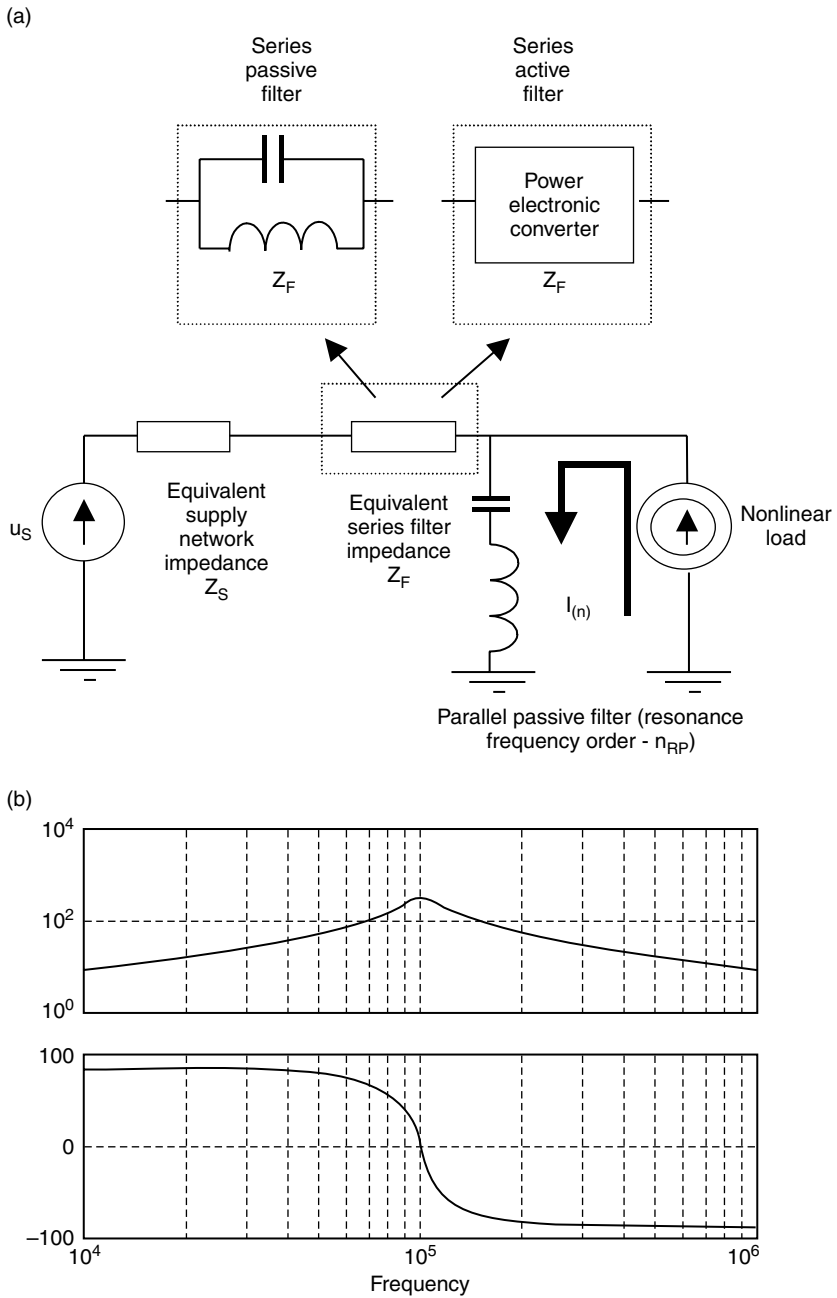 (a)
Series
passive
filter
Series
active
filter
Power
electronic
converter
Z_F
Z_F
u_S
Equivalent
supply
network
impedance
Z_S
Equivalent
series filter
impedance
Z_F
I_(n)
Nonlinear
load
Parallel passive filter (resonance
frequency order - n_RP)
(b)
10^4
10^2
10^0
100
0
–100
10^4
10^5
10^6
Frequency